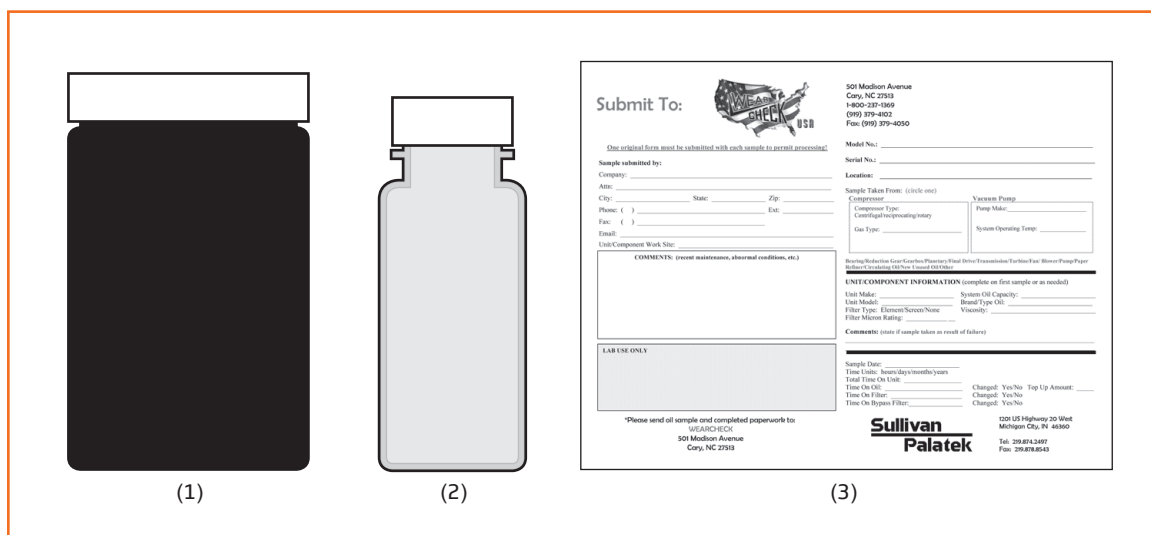 Submit To:
WEAR
CHECK
USA
One original form must be submitted with each sample to permit processing!
Sample submitted by:
Company:
Attn:
City: State: Zip:
Phone: ( ) Ext:
Fax: ( )
Email:
Unit/Component Work Site:
COMMENTS: (recent maintenance, abnormal conditions, etc.)
LAB USE ONLY
*Please send oil sample and completed paperwork to:
WEARCHECK
501 Madison Avenue
Cary, NC 27513
501 Madison Avenue
Cary, NC 27513
1-800-237-1369
(919) 379-4102
Fax: (919) 379-4050
Model No.:
Serial No.:
Location:
Sample Taken From: (circle one)
Compressor Vacuum Pump
Compressor Type: Pump Make:
Centrifugal/reciprocating/rotary
Gas Type: System Operating Temp:
Bearing/Reduction Gear/Gearbox/Planetary/Final Drive/Transmission/Turbine/Fan/ Blower/Pump/Paper
Refiner/Circulating Oil/New Unused Oil/Other
UNIT/COMPONENT INFORMATION (complete on first sample or as needed)
Unit Make: System Oil Capacity:
Unit Model: Brand/Type Oil:
Filter Type: Element/Screen/None Viscosity:
Filter Micron Rating:
Comments: (state if sample taken as result of failure)
Sample Date:
Time Units: hours/days/months/years
Total Time On Unit:
Time On Oil: Changed: Yes/No Top Up Amount:
Time On Filter: Changed: Yes/No
Time On Bypass Filter: Changed: Yes/No
Sullivan
Palatek
1201 US Highway 20 West
Michigan City, IN 46360
Tel: 219.874.2497
Fax: 219.878.8543
(1) (2) (3)